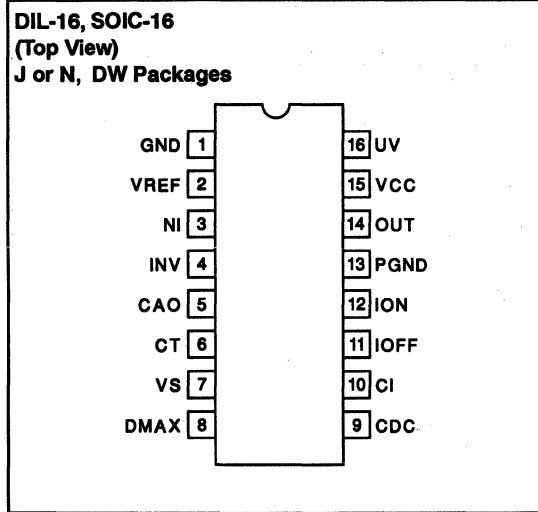 DIL-16, SOIC-16
(Top View)
J or N, DW Packages
GND 1 16 UV
VREF 2 15 VCC
NI 3 14 OUT
INV 4 13 PGND
CAO 5 12 ION
CT 6 11 IOFF
VS 7 10 CI
DMAX 8 9 CDC